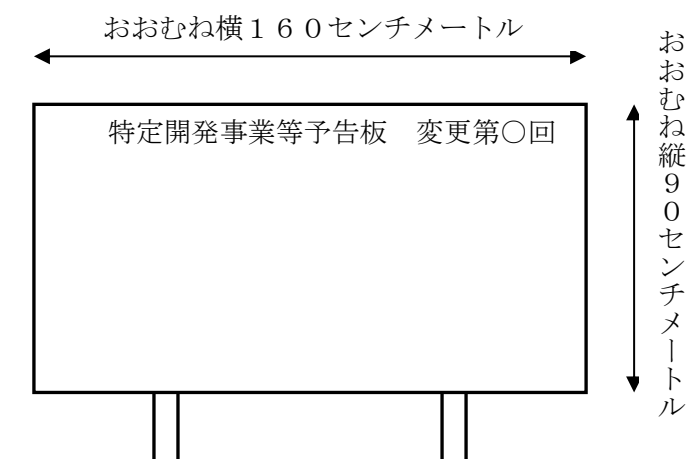 おおむね横１６０センチメートル
特定開発事業等予告板　変更第〇回
おおむね縦９０センチメートル